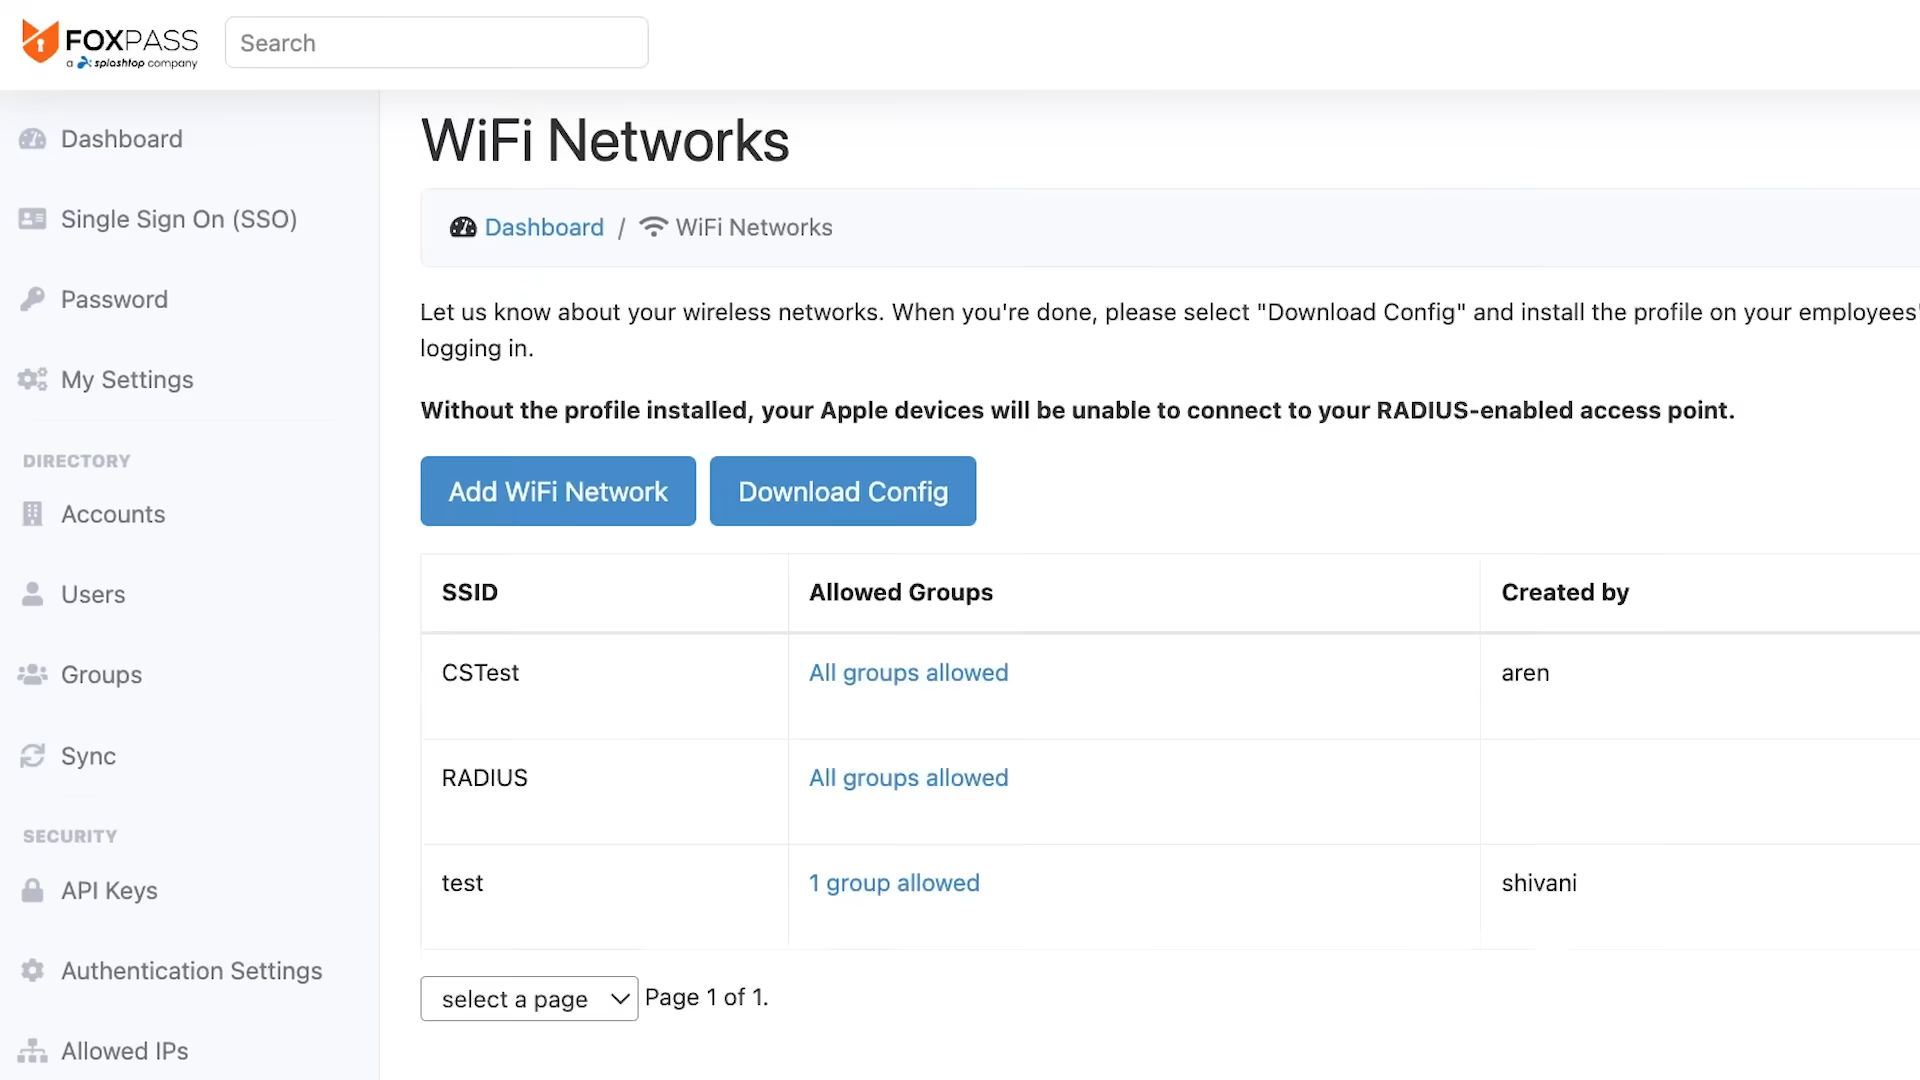 FOXPASS
a splashtop company
Search
Dashboard
Single Sign On (SSO)
Password
My Settings
DIRECTORY
Accounts
Users
Groups
Sync
SECURITY
API Keys
Authentication Settings
Allowed IPs
WiFi Networks
Dashboard / WiFi Networks
Let us know about your wireless networks. When you're done, please select "Download Config" and install the profile on your employees'
logging in.
Without the profile installed, your Apple devices will be unable to connect to your RADIUS-enabled access point.
Add WiFi Network Download Config
SSID Allowed Groups Created by
CSTest All groups allowed aren
RADIUS All groups allowed
test 1 group allowed shivani
select a page Page 1 of 1.